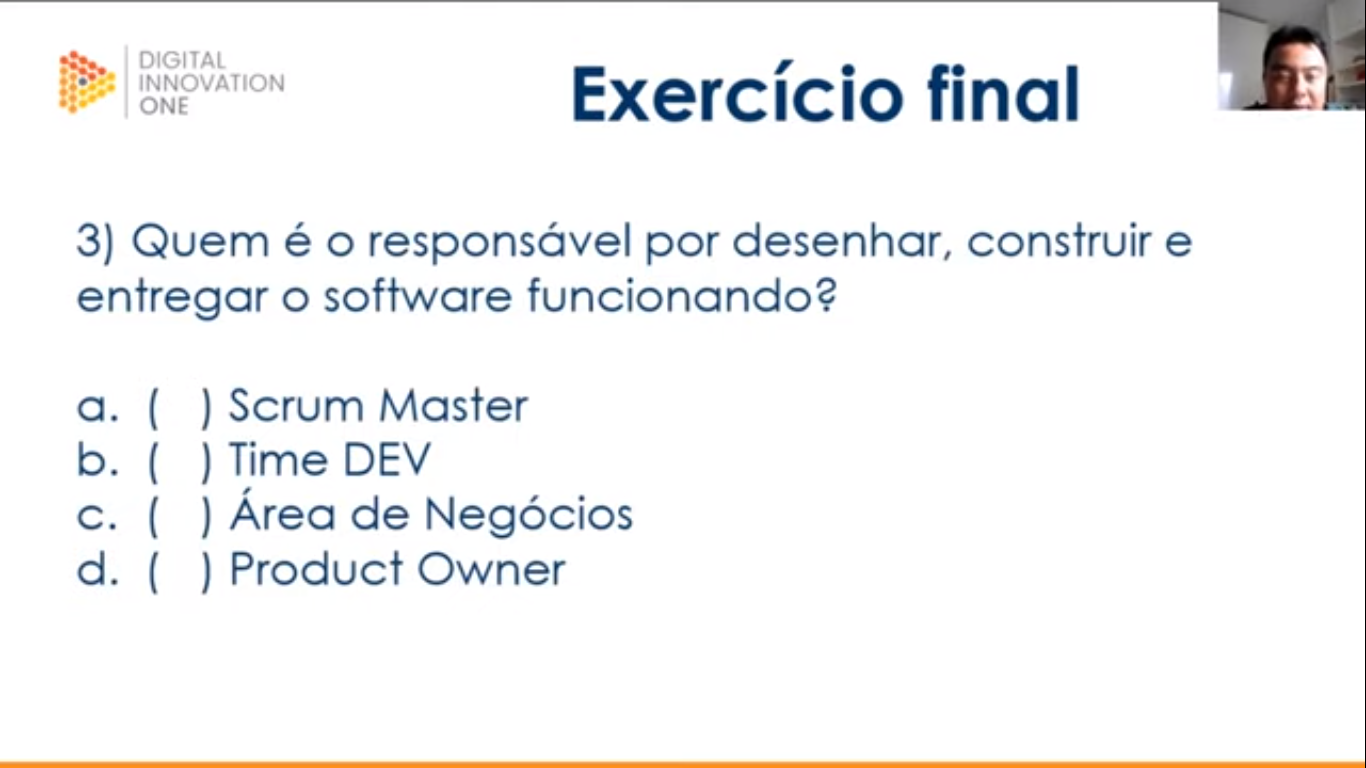 DIGITAL
INNOVATION
ONE
Exercício final
3) Quem é o responsável por desenhar, construir e
entregar o software funcionando?
a. ( ) Scrum Master
b. ( ) Time DEV
c. ( ) Área de Negócios
d. ( ) Product Owner